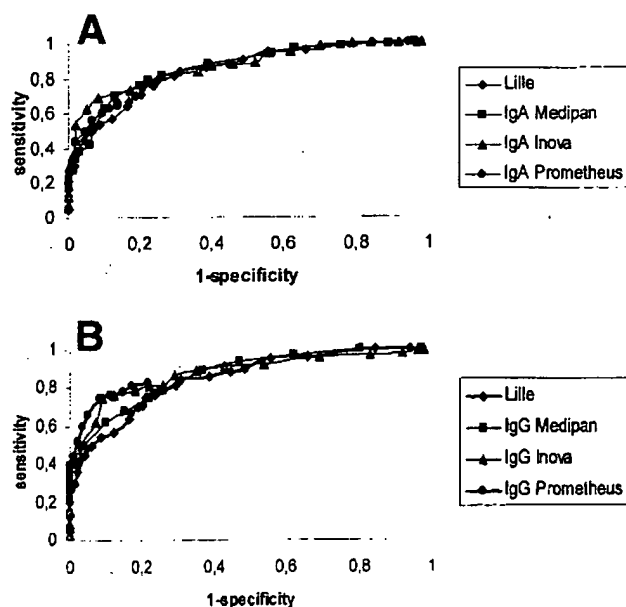 A
sensitivity
1
0,8
0,6
0,4
0,2
0
0 0,2 0,4 0,6 0,8 1
1-specificity
Lille
IgA Medipan
IgA Inova
IgA Prometheus
B
sensitivity
1
0,8
0,6
0,4
0,2
0
0 0,2 0,4 0,6 0,8 1
1-specificity
Lille
IgG Medipan
IgG Inova
IgG Prometheus